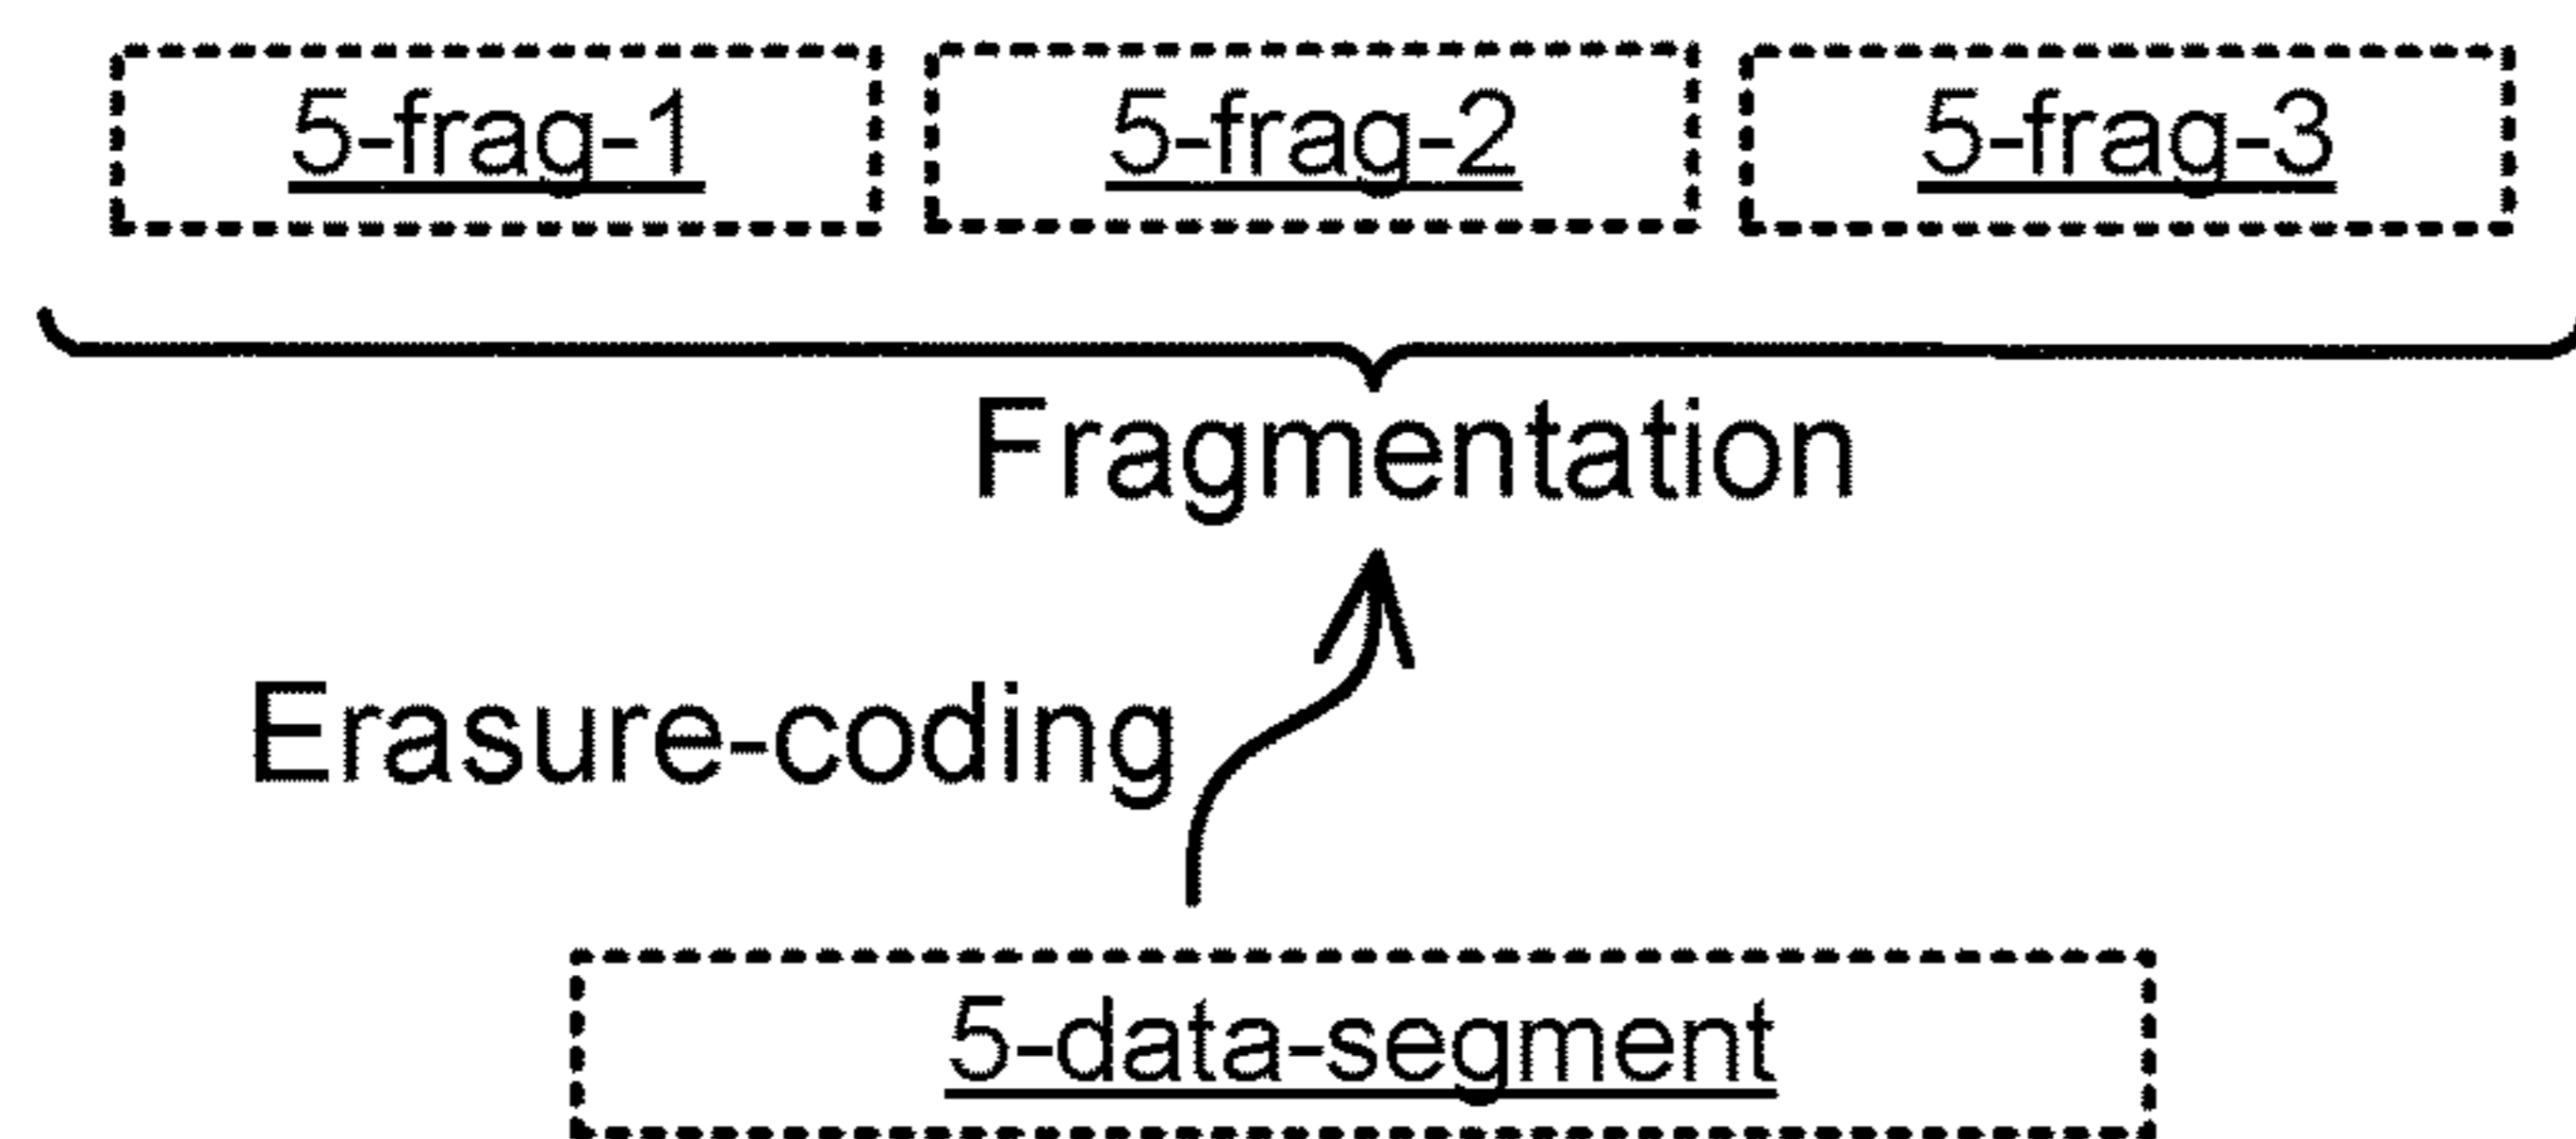 5-frag-1 5-frag-2 5-frag-3
Fragmentation
Erasure-coding
5-data-segment